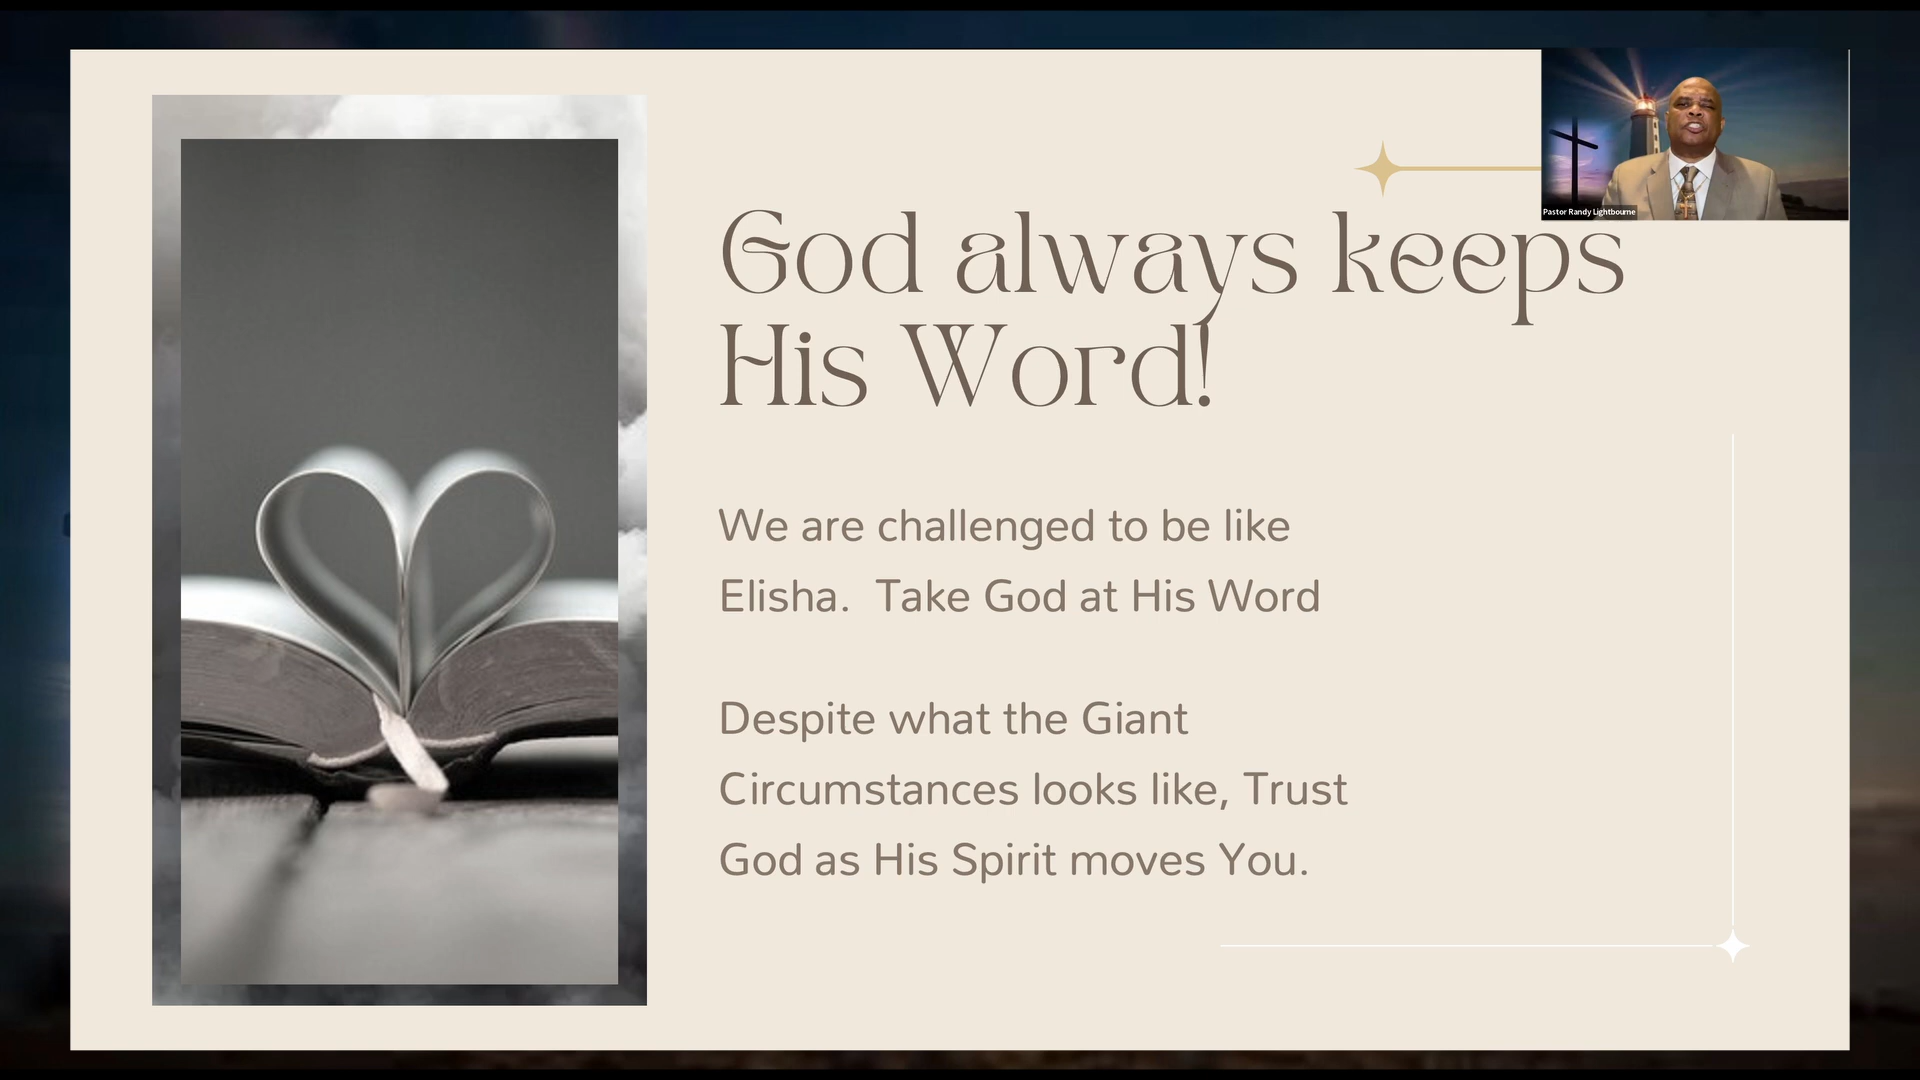 Pastor Randy Lightbourne
God always keeps
His Word!
We are challenged to be like
Elisha.  Take God at His Word
Despite what the Giant
Circumstances looks like, Trust
God as His Spirit moves You.